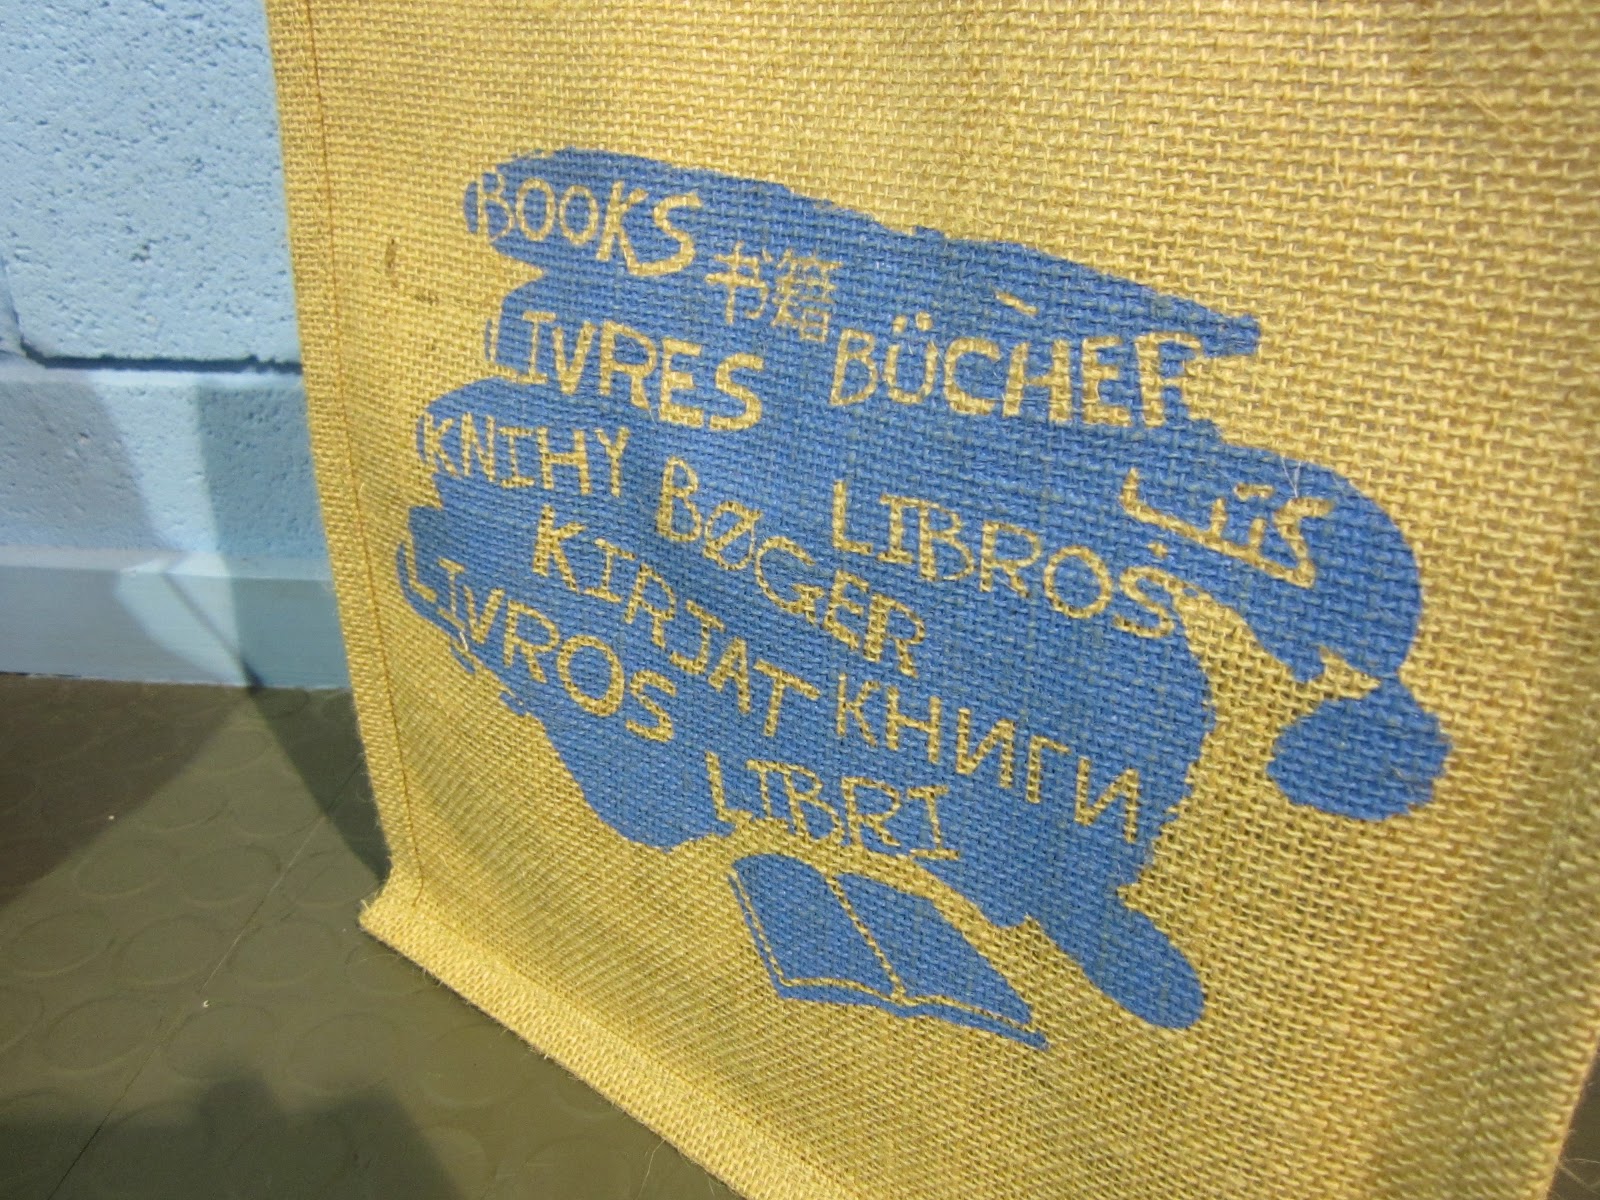 BOOKS
书籍
LIVRES
BÜCHER
KNIHY
BØGER
LIBROS
كتب
KIRJAT
КНИГИ
LIVROS
LIBRI